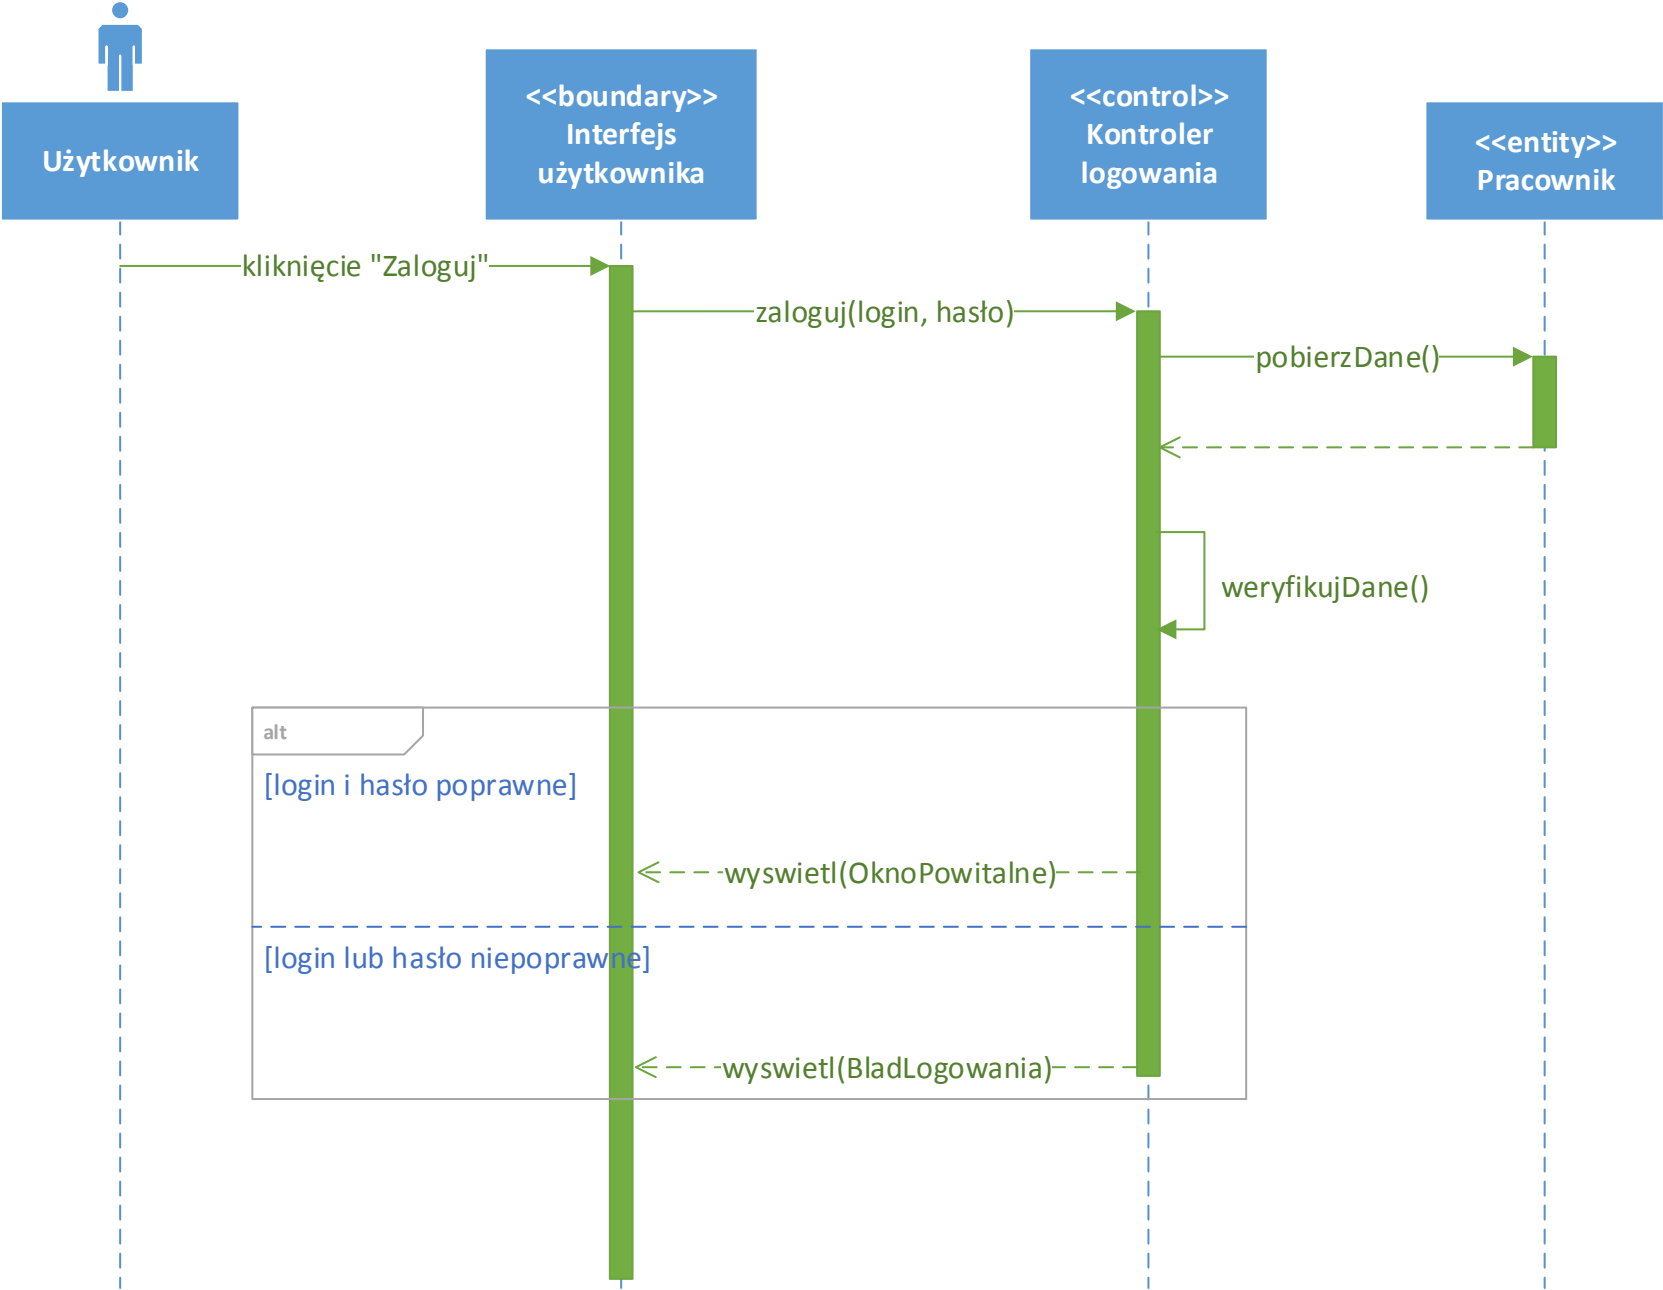 Użytkownik
<<boundary>>
Interfejs
użytkownika
<<control>>
Kontroler
logowania
<<entity>>
Pracownik
kliknięcie "Zaloguj"
zaloguj(login, hasło)
pobierzDane()
weryfikujDane()
alt
[login i hasło poprawne]
wyswietl(OknoPowitalne)
[login lub hasło niepoprawne]
wyswietl(BladLogowania)